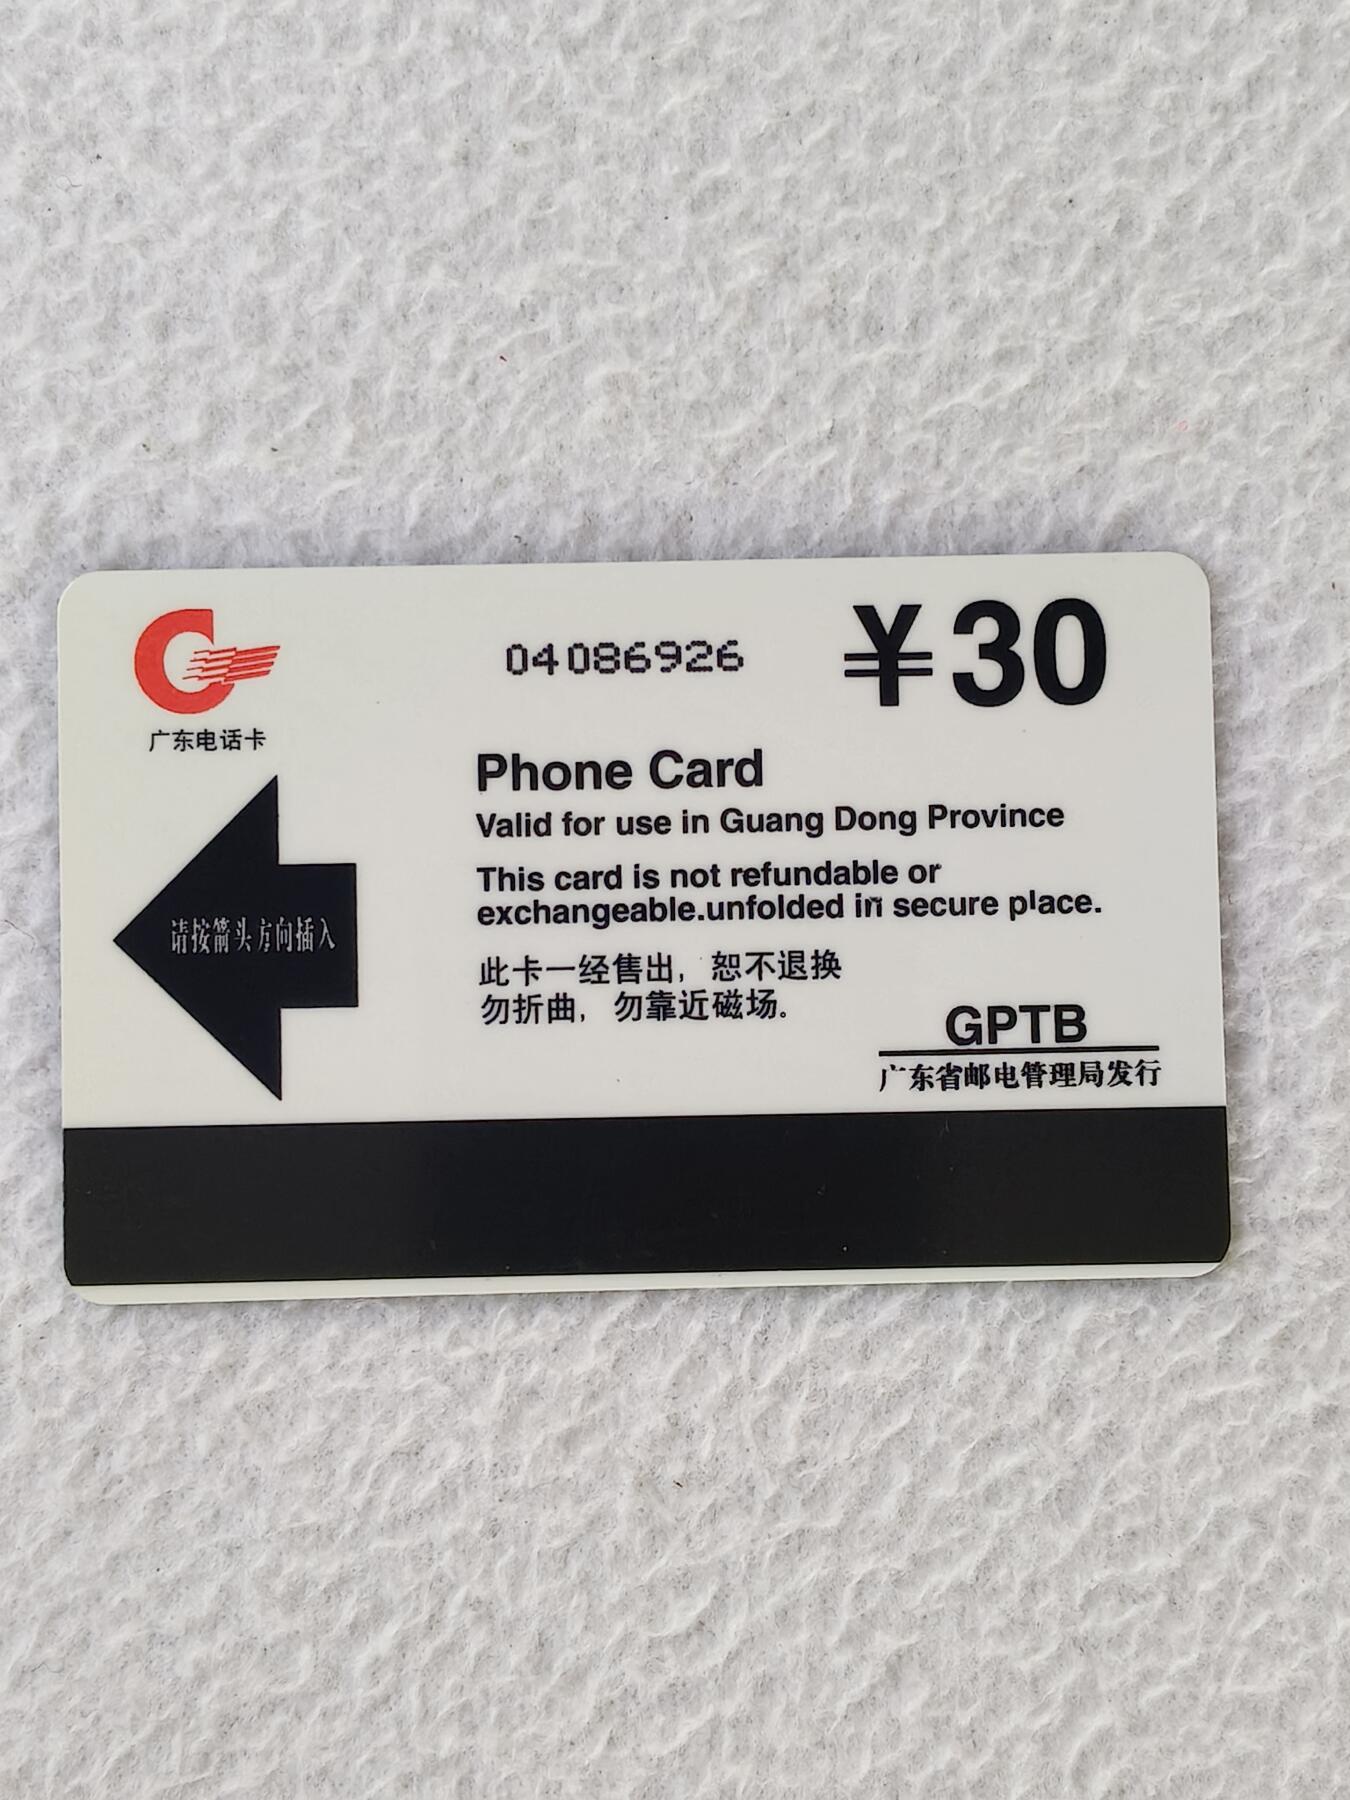 04086926
¥30
广东电话卡
Phone Card
Valid for use in Guang Dong Province
This card is not refundable or
exchangeable.unfolded in secure place.
请按箭头方向插入
此卡一经售出，恕不退换
勿折曲，勿靠近磁场。
GPTB
广东省邮电管理局发行